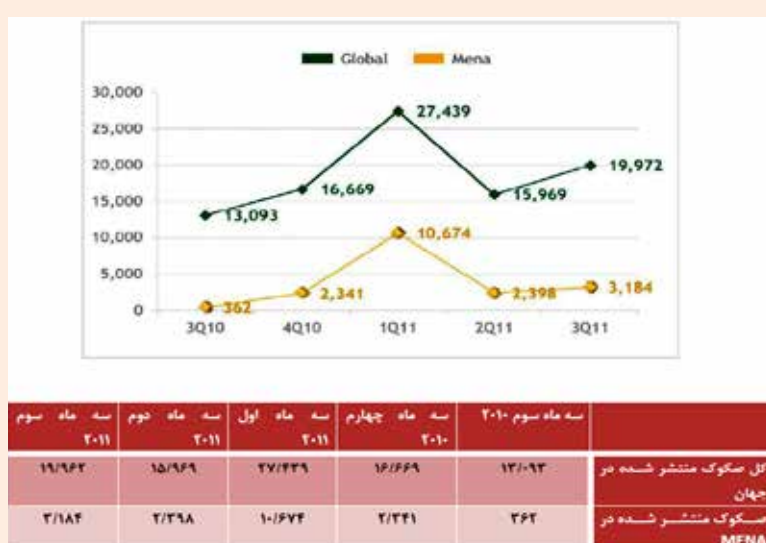 Global Mena
30,000
25,000
20,000
15,000
10,000
5,000
0
13,093
16,669
27,439
15,969
19,972
362
2,341
10,674
2,398
3,184
3Q10 4Q10 1Q11 2Q11 3Q11
سه ماه سوم ۲۰۱۰
سه ماه چهارم
۲۰۱۰
سه ماه اول
۲۰۱۱
سه ماه دوم
۲۰۱۱
سه ماه سوم
۲۰۱۱
کل صکوک منتشر شده در
جهان
۱۳/۰۹۳ ۱۶/۶۶۹ ۲۷/۴۳۹ ۱۵/۹۶۹ ۱۹/۹۶۲
صکوک منتشر شده در
MENA
۳۶۲ ۲/۳۴۱ ۱۰/۶۷۴ ۲/۳۹۸ ۳/۱۸۴